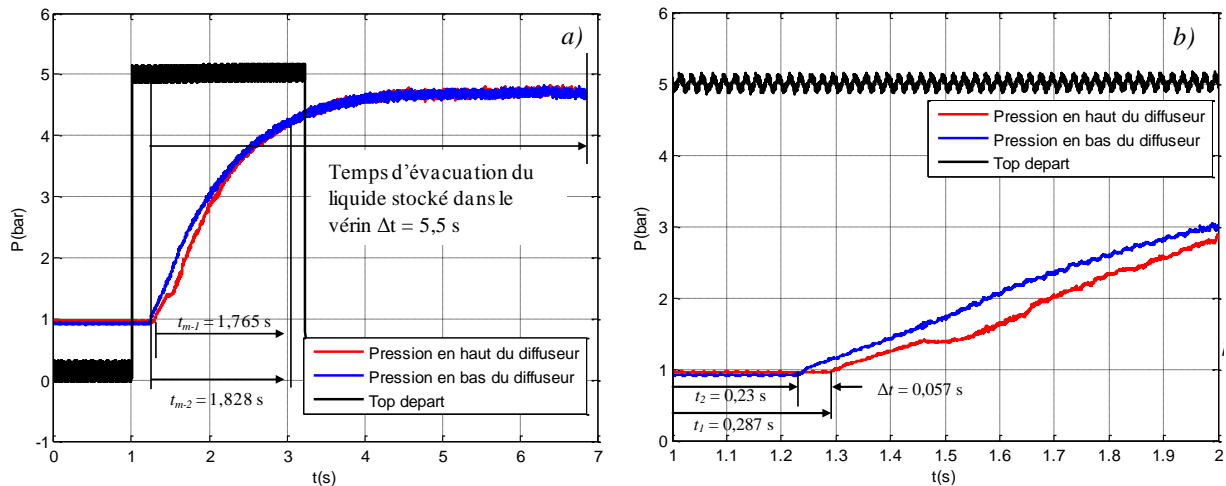 a)
6
5
4
3
2
1
0
-1
P(bar)
Temps d'évacuation du
liquide stocké dans le
vérin Δt = 5,5 s
t_{m-1} = 1,765 s
t_{m-2} = 1,828 s
Pression en haut du diffuseur
Pression en bas du diffuseur
Top depart
0 1 2 3 4 5 6 7
t(s)
b)
6
5
4
3
2
1
0
P(bar)
Pression en haut du diffuseur
Pression en bas du diffuseur
Top depart
t_2 = 0,23 s
Δt = 0,057 s
t_1 = 0,287 s
1 1.1 1.2 1.3 1.4 1.5 1.6 1.7 1.8 1.9 2
t(s)